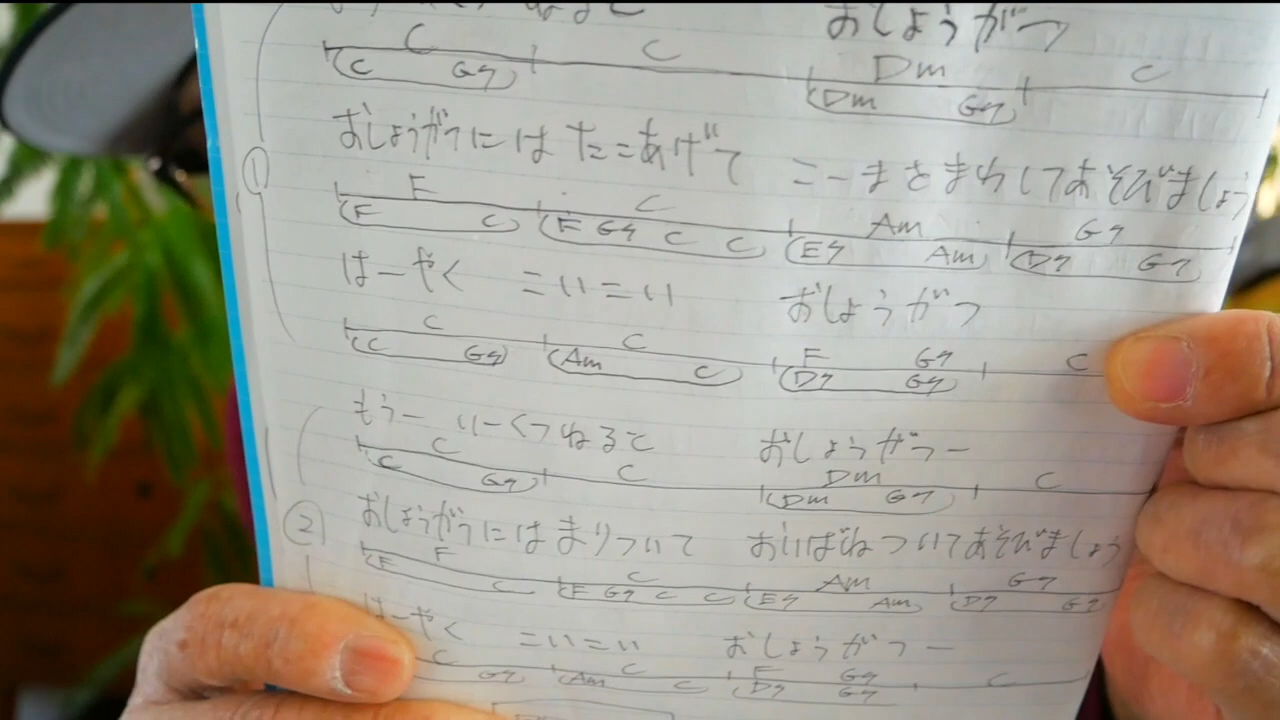 おしょうがつ
C C Dm C
(C G7) (Dm G7)
おしょうがつには たこあげて こーまをまわしてあそびましょう
①
F C Am G7
(F C) (F G7 C C) (E7 Am) (D7 G7)
はーやく こいこい おしょうがつ
C C F G7 C
(C G7) (Am C) (D7 G7)
もうー いーくつねると おしょうがつー
C C Dm C
(C G7) (Dm G7)
②
おしょうがつには まりついて おいばねついてあそびましょう
F C Am G7
(F C) (F G7 C C) (E7 Am) (D7 G7)
はーやく こいこい おしょうがつー
C C F G7 C
G7 (Am C) (D7 G7)